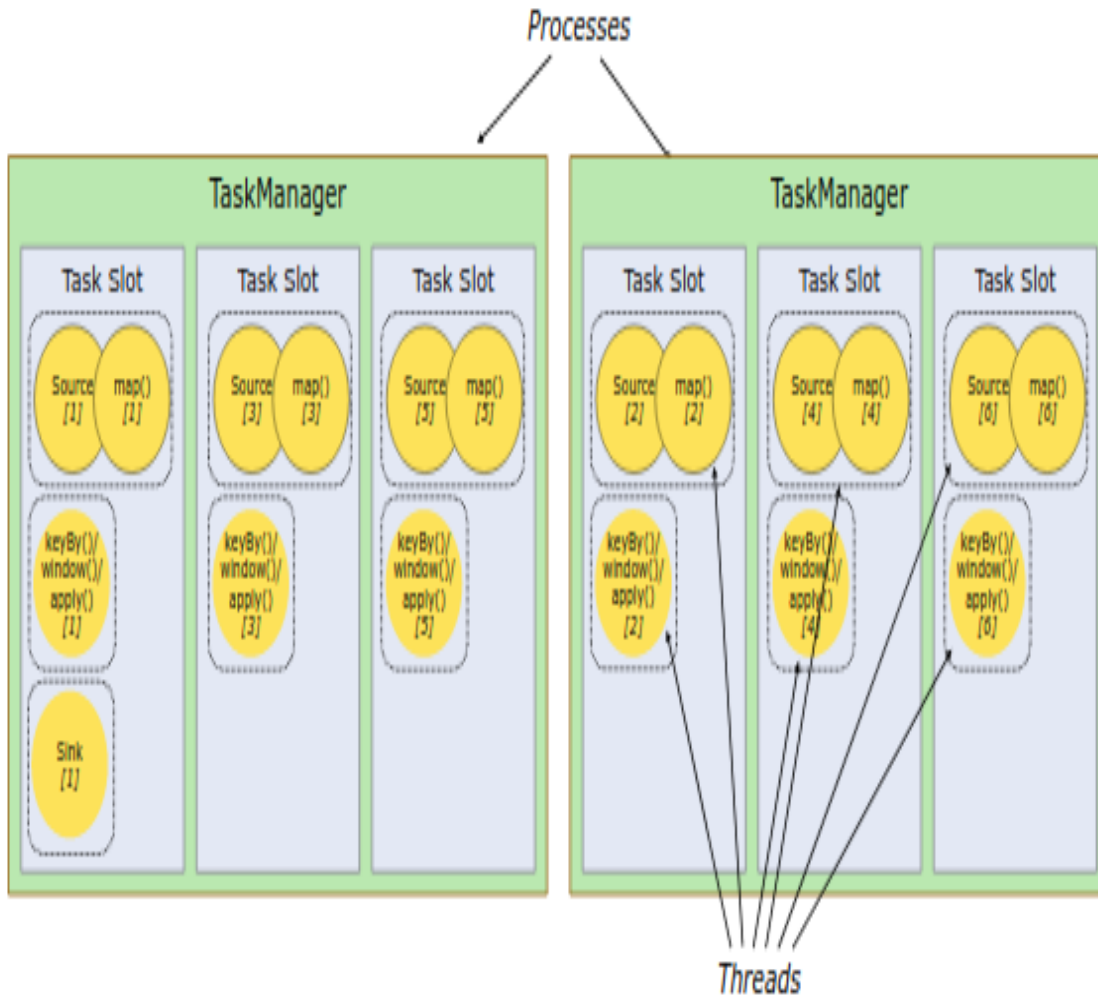 Processes
TaskManager
Task Slot
Source
[1]
map()
[1]
keyBy()/
window()/
apply()
[1]
Sink
[1]
Task Slot
Source
[3]
map()
[3]
keyBy()/
window()/
apply()
[3]
Task Slot
Source
[5]
map()
[5]
keyBy()/
window()/
apply()
[5]
TaskManager
Task Slot
Source
[2]
map()
[2]
keyBy()/
window()/
apply()
[2]
Task Slot
Source
[4]
map()
[4]
keyBy()/
window()/
apply()
[4]
Task Slot
Source
[6]
map()
[6]
keyBy()/
window()/
apply()
[6]
Threads